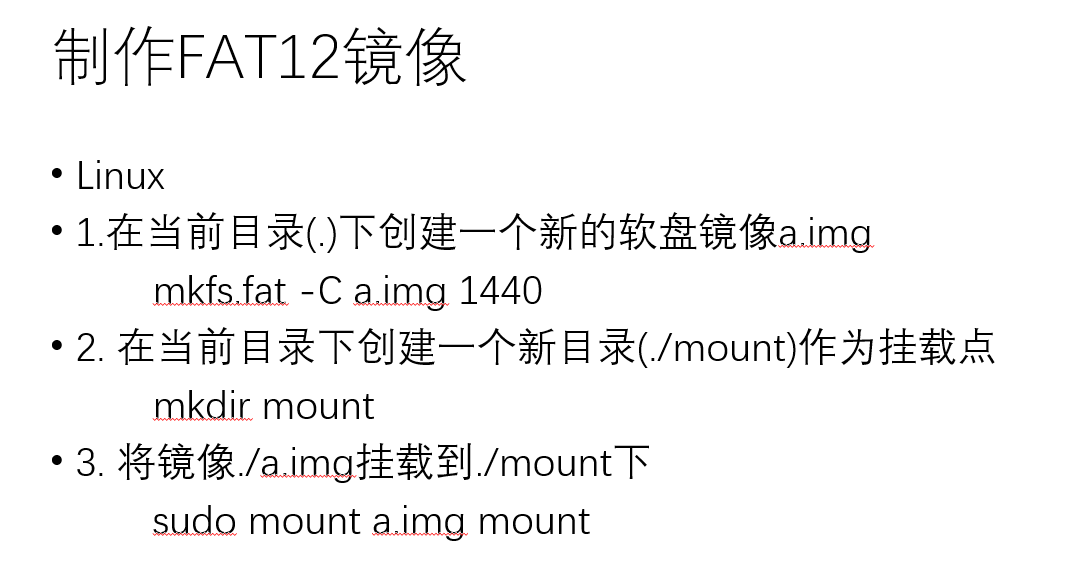 制作FAT12镜像
• Linux
• 1.在当前目录(.)下创建一个新的软盘镜像a.img
mkfs.fat -C a.img 1440
• 2. 在当前目录下创建一个新目录(./mount)作为挂载点
mkdir mount
• 3. 将镜像./a.img挂载到./mount下
sudo mount a.img mount